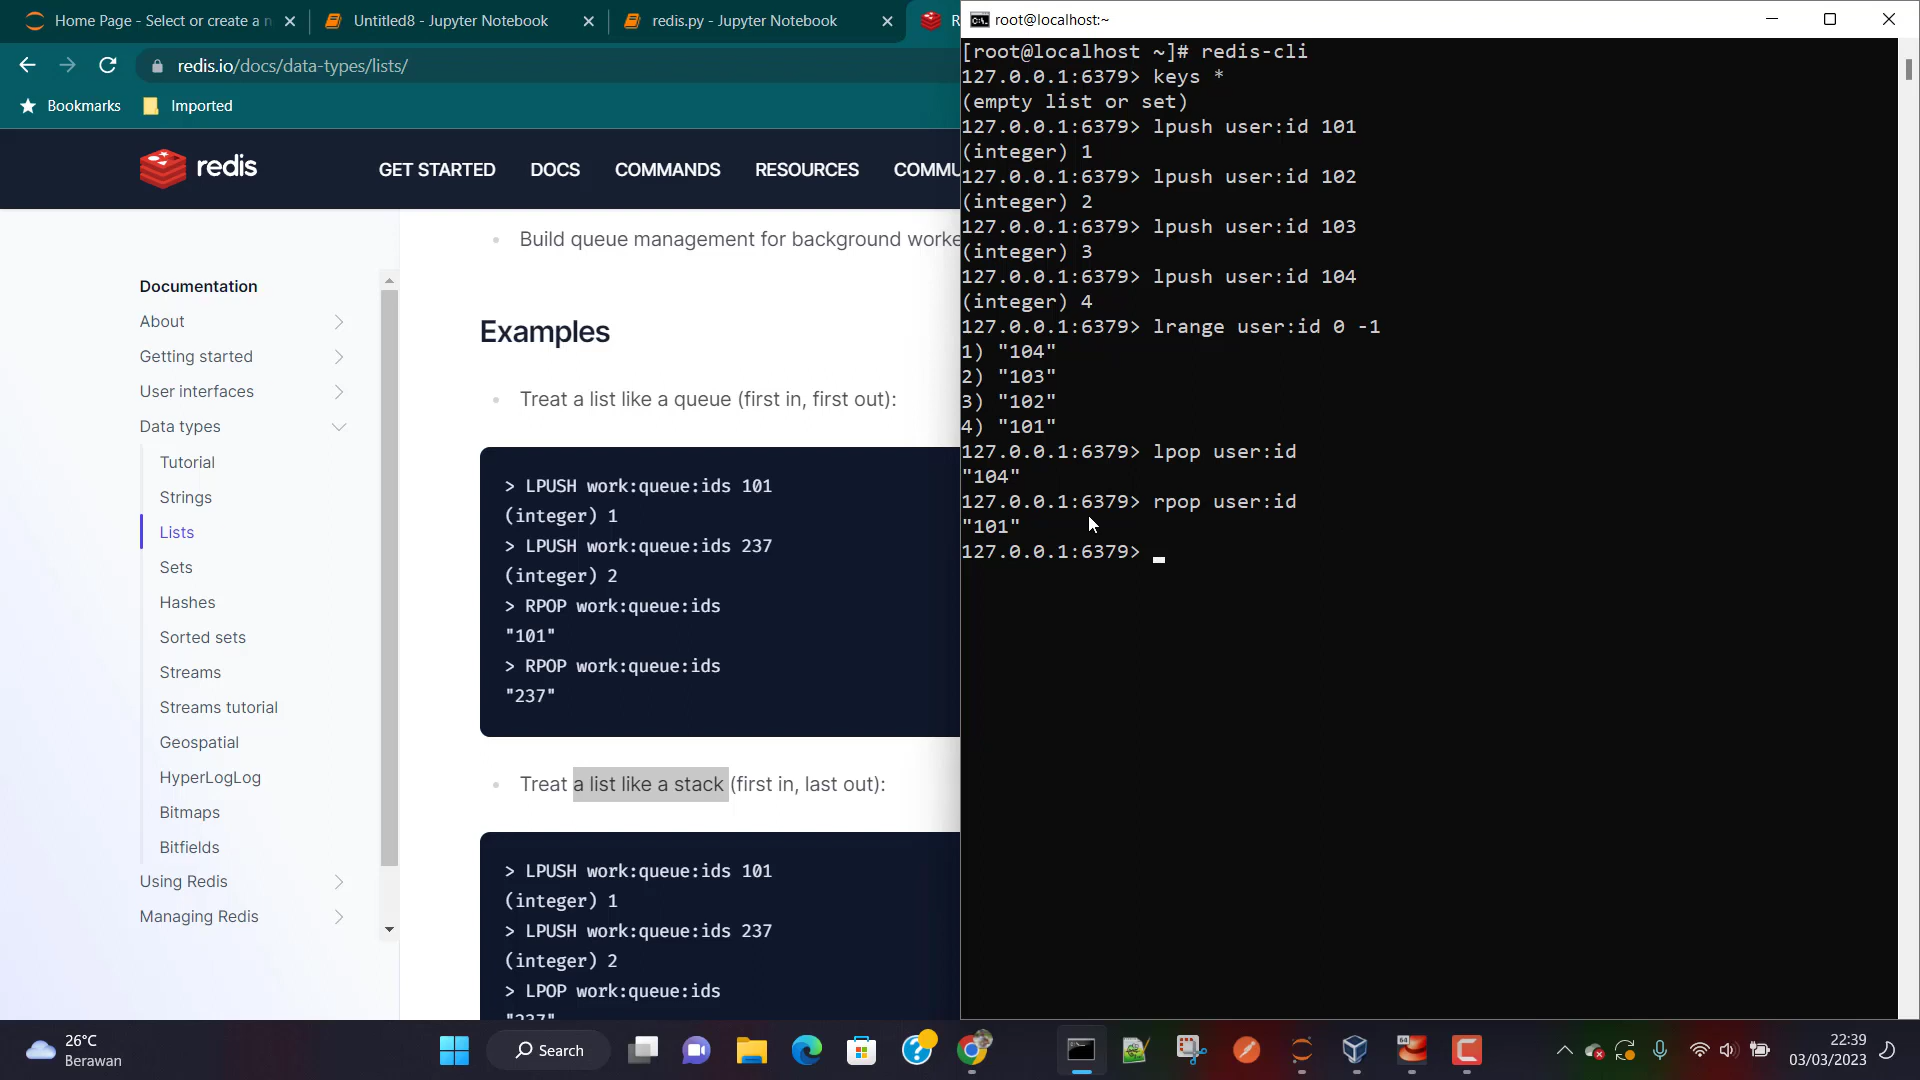 Home Page - Select or create a n
Untitled8 - Jupyter Notebook
redis.py - Jupyter Notebook
redis.io/docs/data-types/lists/
Bookmarks
Imported
redis
GET STARTED
DOCS
COMMANDS
RESOURCES
COMMU
Documentation
About
Getting started
User interfaces
Data types
Tutorial
Strings
Lists
Sets
Hashes
Sorted sets
Streams
Streams tutorial
Geospatial
HyperLogLog
Bitmaps
Bitfields
Using Redis
Managing Redis
Build queue management for background worke
Examples
Treat a list like a queue (first in, first out):
> LPUSH work:queue:ids 101
(integer) 1
> LPUSH work:queue:ids 237
(integer) 2
> RPOP work:queue:ids
"101"
> RPOP work:queue:ids
"237"
Treat a list like a stack (first in, last out):
> LPUSH work:queue:ids 101
(integer) 1
> LPUSH work:queue:ids 237
(integer) 2
> LPOP work:queue:ids
"237"
root@localhost:~
[root@localhost ~]# redis-cli
127.0.0.1:6379> keys *
(empty list or set)
127.0.0.1:6379> lpush user:id 101
(integer) 1
127.0.0.1:6379> lpush user:id 102
(integer) 2
127.0.0.1:6379> lpush user:id 103
(integer) 3
127.0.0.1:6379> lpush user:id 104
(integer) 4
127.0.0.1:6379> lrange user:id 0 -1
1) "104"
2) "103"
3) "102"
4) "101"
127.0.0.1:6379> lpop user:id
"104"
127.0.0.1:6379> rpop user:id
"101"
127.0.0.1:6379>
26°C
Berawan
Search
22:39
03/03/2023